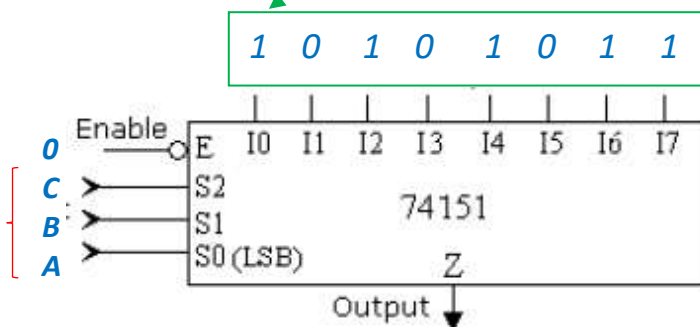 1 0 1 0 1 0 1 1
Enable
0 E I0 I1 I2 I3 I4 I5 I6 I7
C S2
74151
B S1
A S0 (LSB)
Z
Output